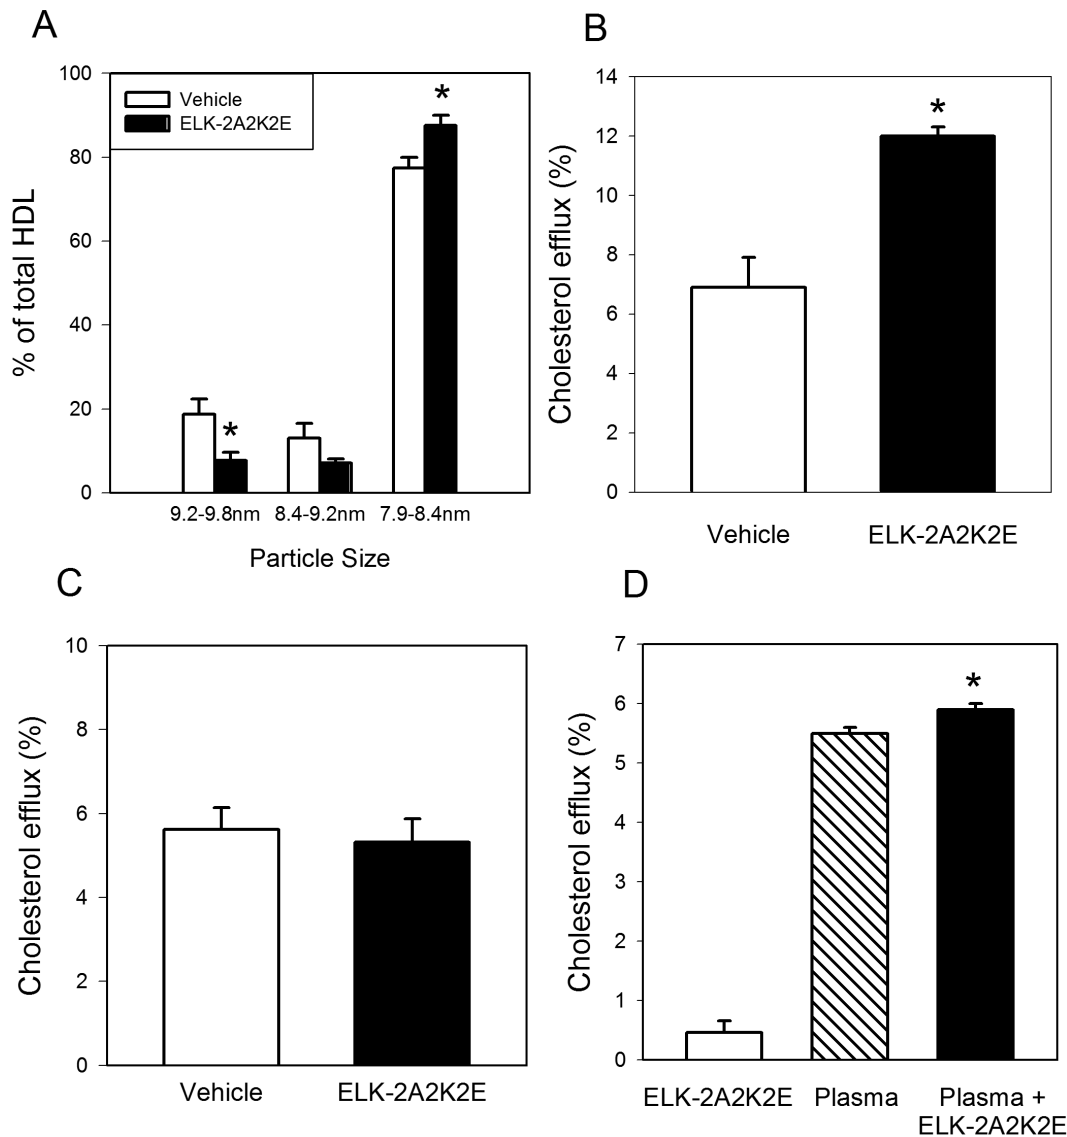 A
% of total HDL
100
80
60
40
20
0
Vehicle
ELK-2A2K2E
*
*
9.2-9.8nm 8.4-9.2nm 7.9-8.4nm
Particle Size
B
Cholesterol efflux (%)
14
12
10
8
6
4
2
0
*
Vehicle ELK-2A2K2E
C
Cholesterol efflux (%)
10
8
6
4
2
0
Vehicle ELK-2A2K2E
D
Cholesterol efflux (%)
7
6
5
4
3
2
1
0
*
ELK-2A2K2E Plasma Plasma +
ELK-2A2K2E